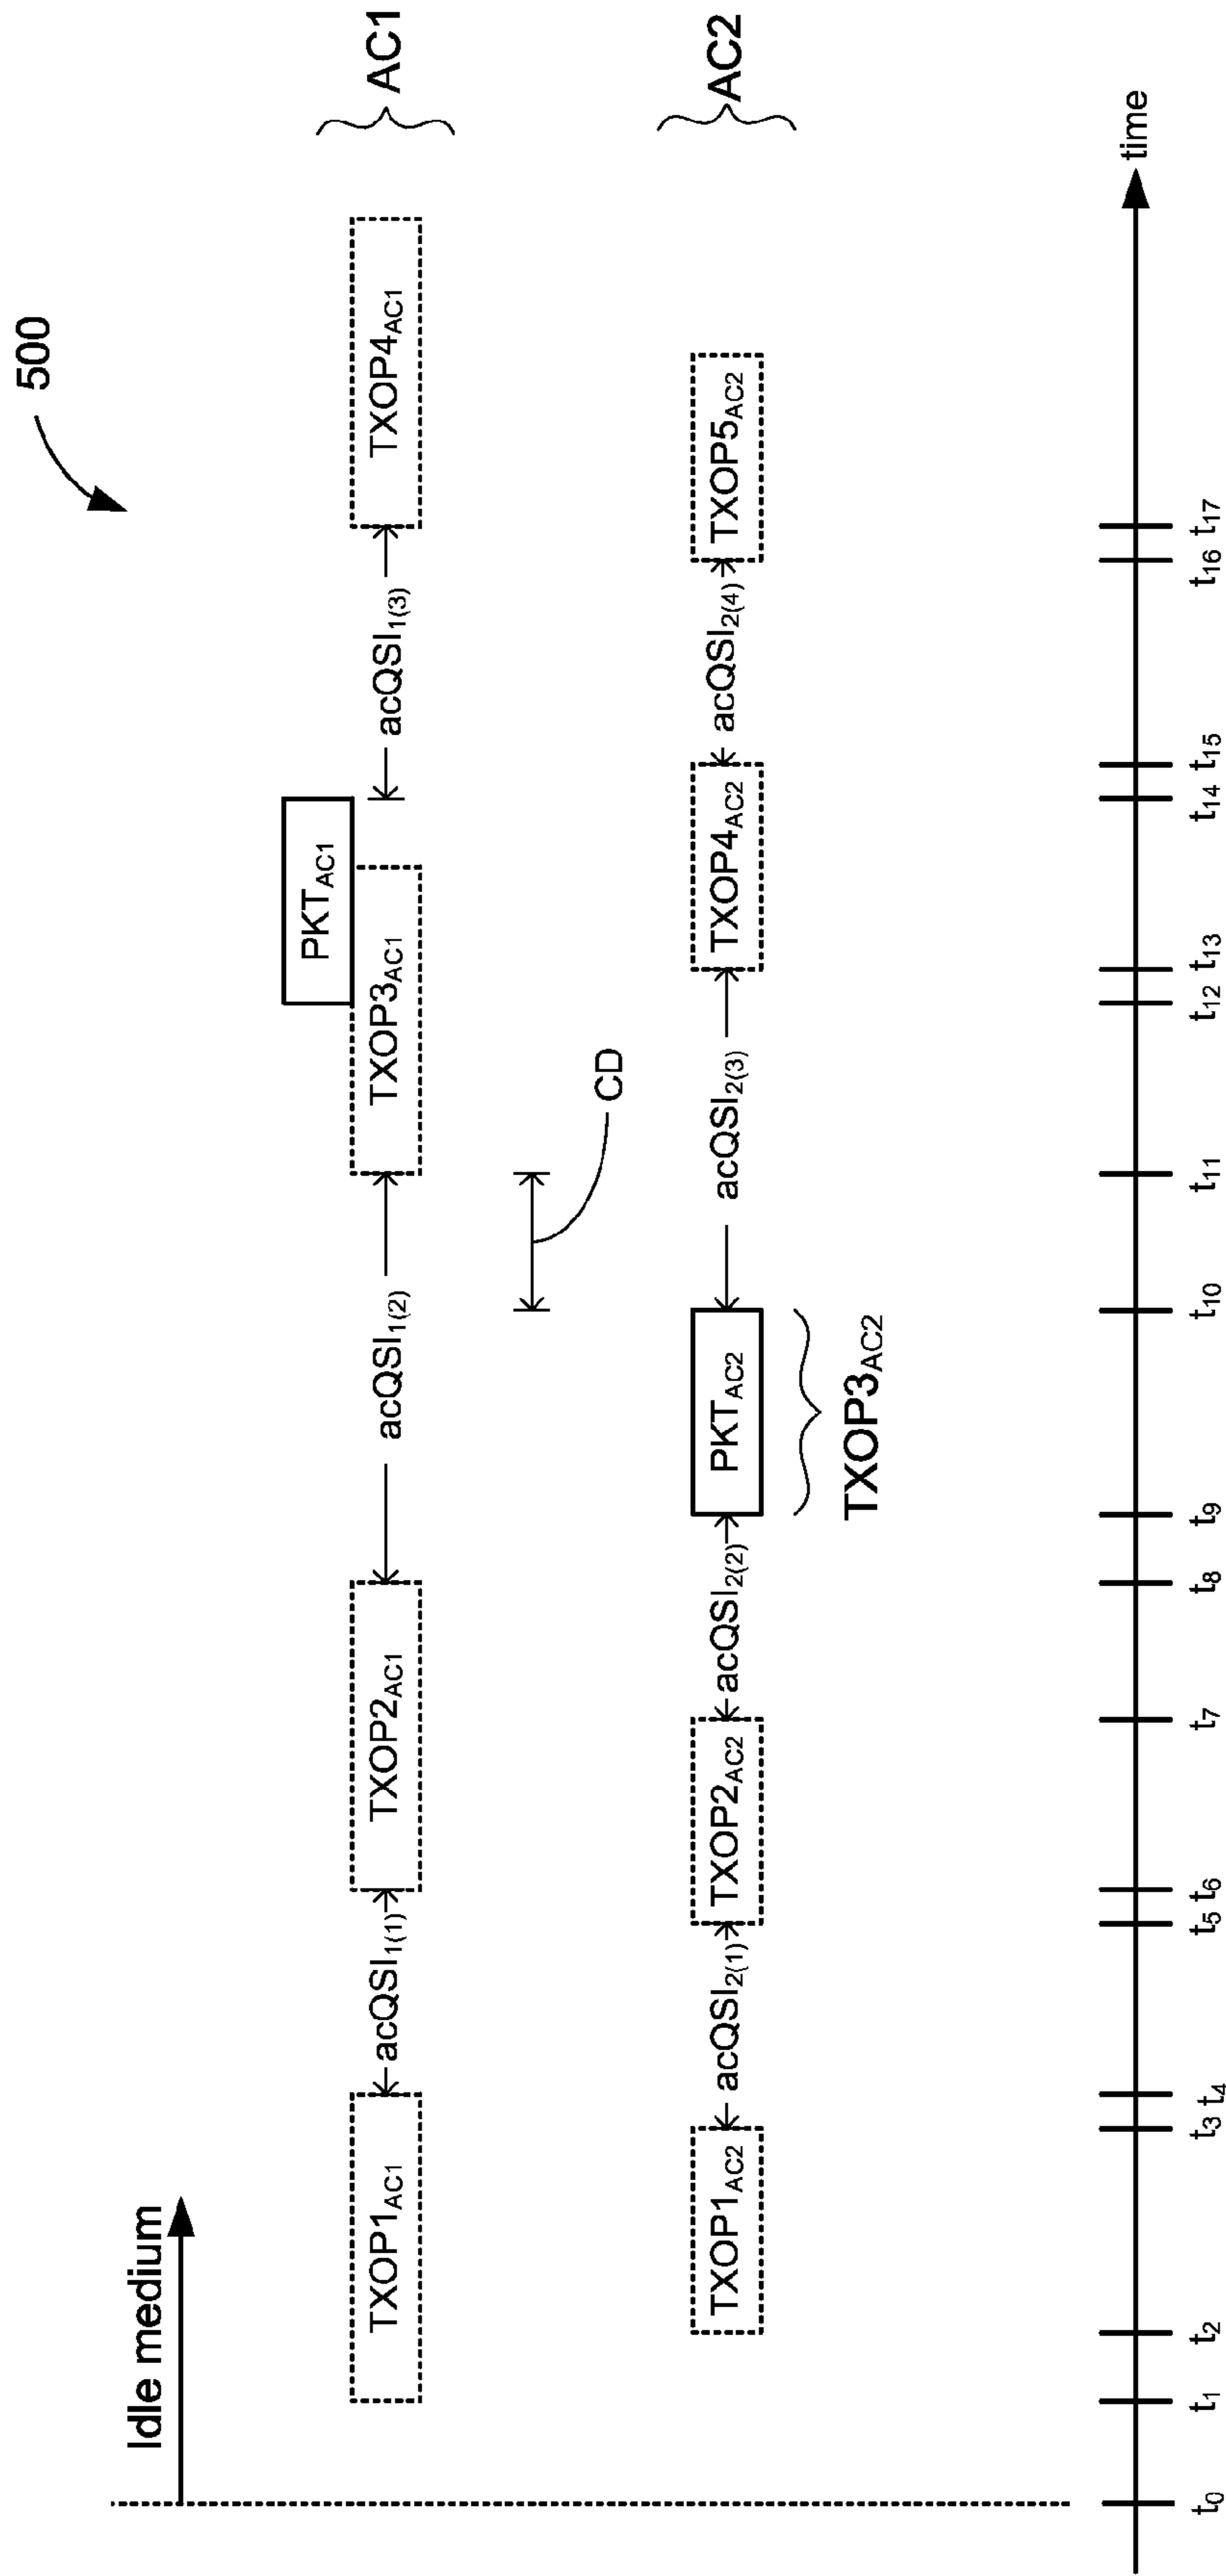 500
Idle medium
TXOP1AC1
acQSI1(1)
TXOP2AC1
acQSI1(2)
TXOP3AC1
PKTAC1
acQSI1(3)
TXOP4AC1
AC1
CD
TXOP1AC2
acQSI2(1)
TXOP2AC2
acQSI2(2)
PKTAC2
TXOP3AC2
acQSI2(3)
TXOP4AC2
acQSI2(4)
TXOP5AC2
AC2
time
t0 t1 t2 t3 t4 t5 t6 t7 t8 t9 t10 t11 t12 t13 t14 t15 t16 t17